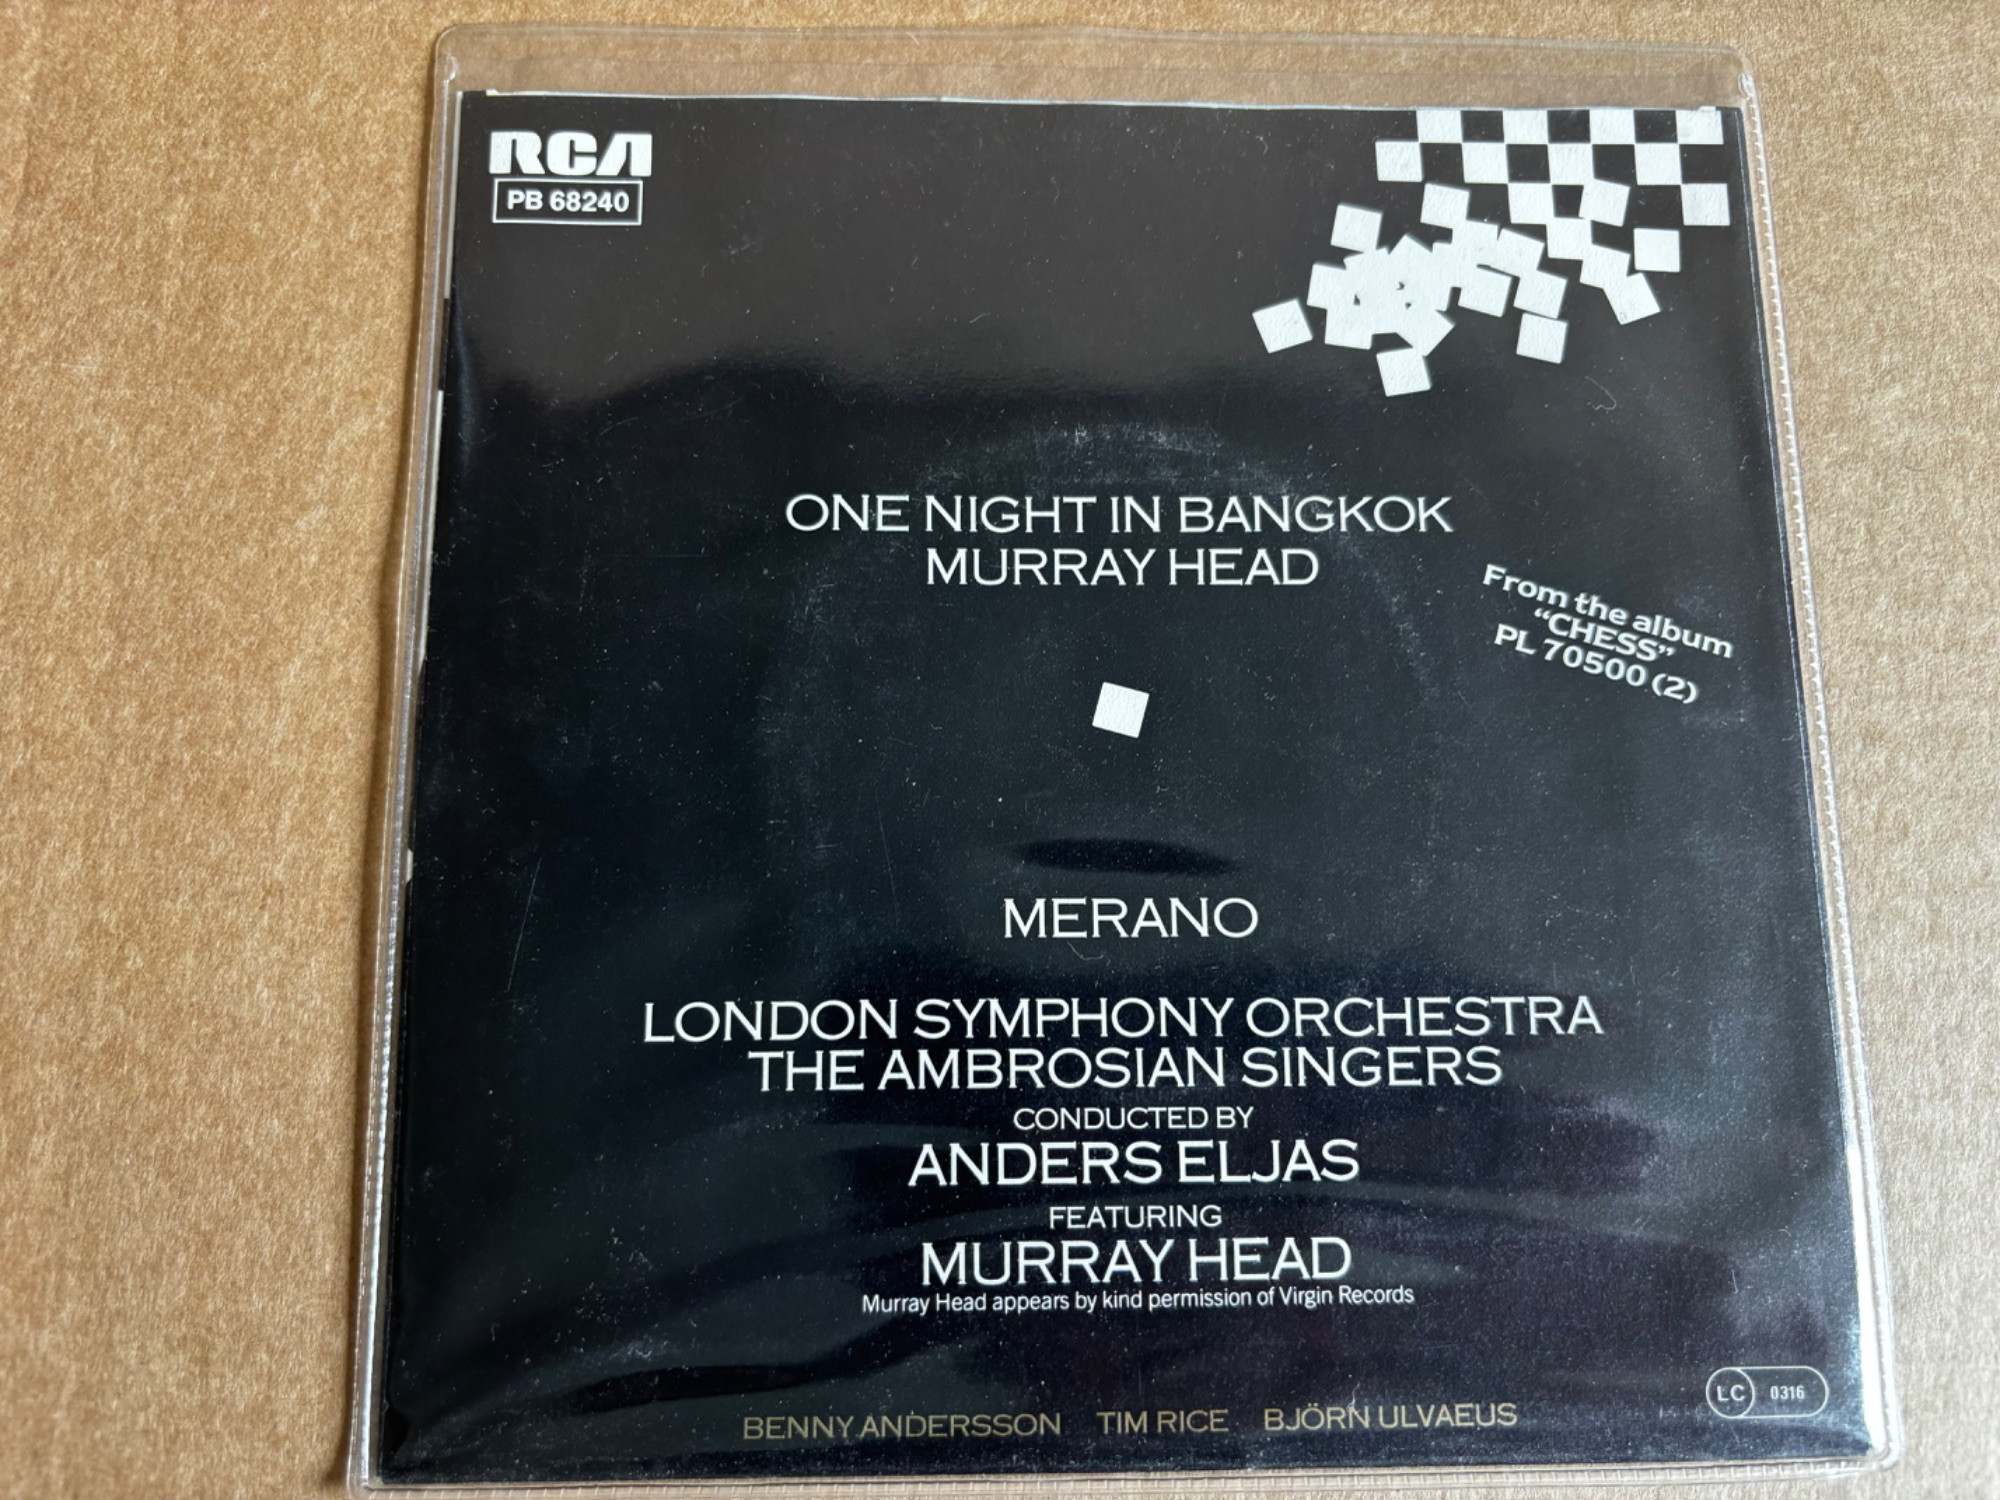 RCA
PB 68240
ONE NIGHT IN BANGKOK
MURRAY HEAD
From the album
“CHESS”
PL 70500 (2)
MERANO
LONDON SYMPHONY ORCHESTRA
THE AMBROSIAN SINGERS
CONDUCTED BY
ANDERS ELJAS
FEATURING
MURRAY HEAD
Murray Head appears by kind permission of Virgin Records
LC 0316
BENNY ANDERSSON TIM RICE BJÖRN ULVAEUS